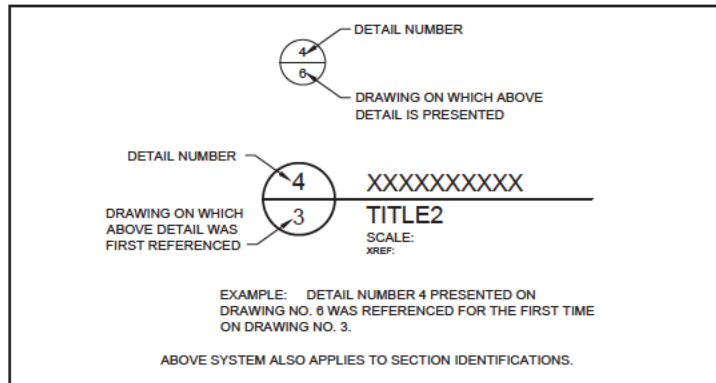 DETAIL NUMBER
4
6
DRAWING ON WHICH ABOVE
DETAIL IS PRESENTED
DETAIL NUMBER
4
XXXXXXXXXX
DRAWING ON WHICH
ABOVE DETAIL WAS
FIRST REFERENCED
3
TITLE2
SCALE:
XREF:
EXAMPLE: DETAIL NUMBER 4 PRESENTED ON
DRAWING NO. 6 WAS REFERENCED FOR THE FIRST TIME
ON DRAWING NO. 3.
ABOVE SYSTEM ALSO APPLIES TO SECTION IDENTIFICATIONS.